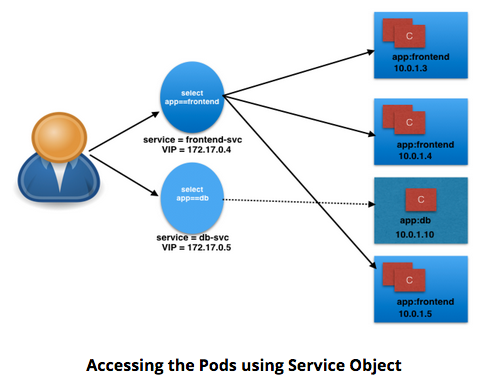 select
app==frontend
service = frontend-svc
VIP = 172.17.0.4
select
app==db
service = db-svc
VIP = 172.17.0.5
C
app:frontend
10.0.1.3
C
app:frontend
10.0.1.4
C
app:db
10.0.1.10
C
app:frontend
10.0.1.5
Accessing the Pods using Service Object